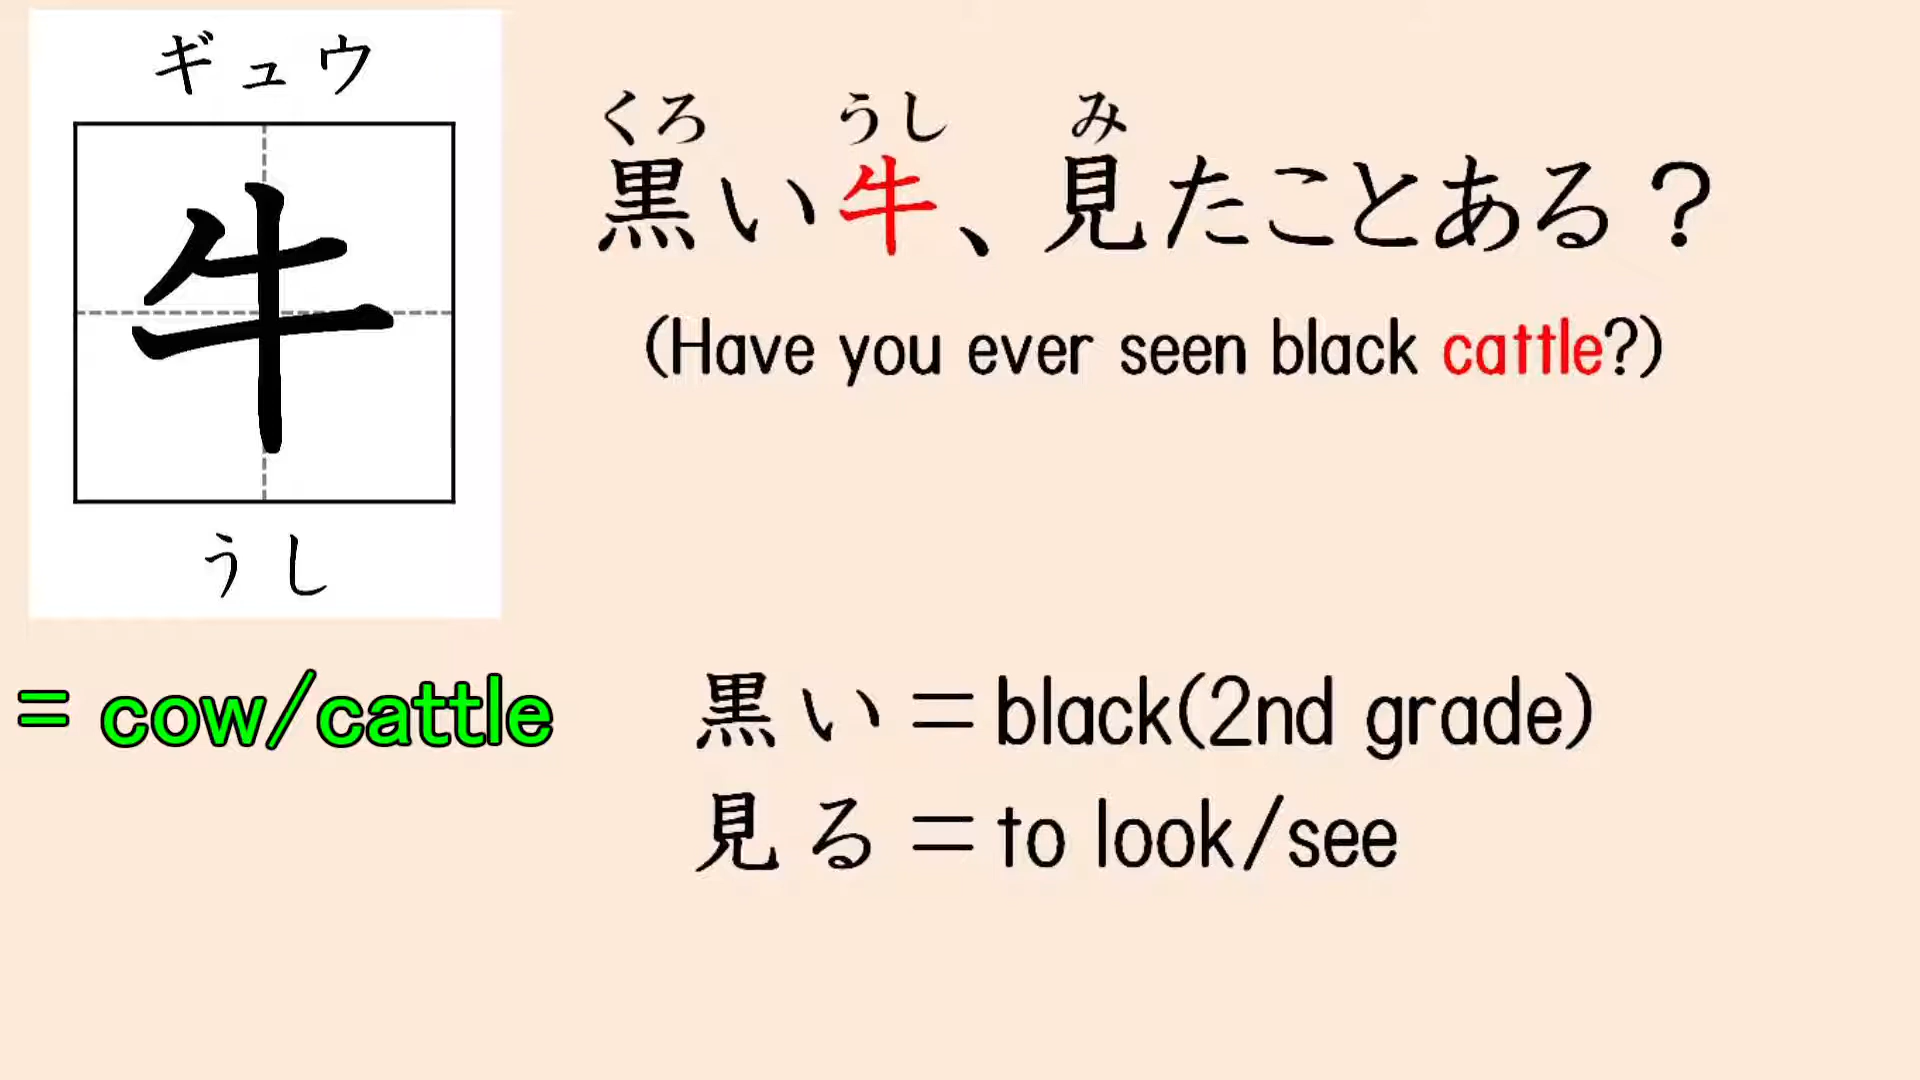 ギュウ
牛
うし
= cow/cattle
くろ うし み
黒い牛、見たことある？
(Have you ever seen black cattle?)
黒い＝black(2nd grade)
見る＝to look/see